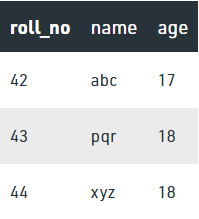 roll_no name age
42 abc 17
43 pqr 18
44 xyz 18